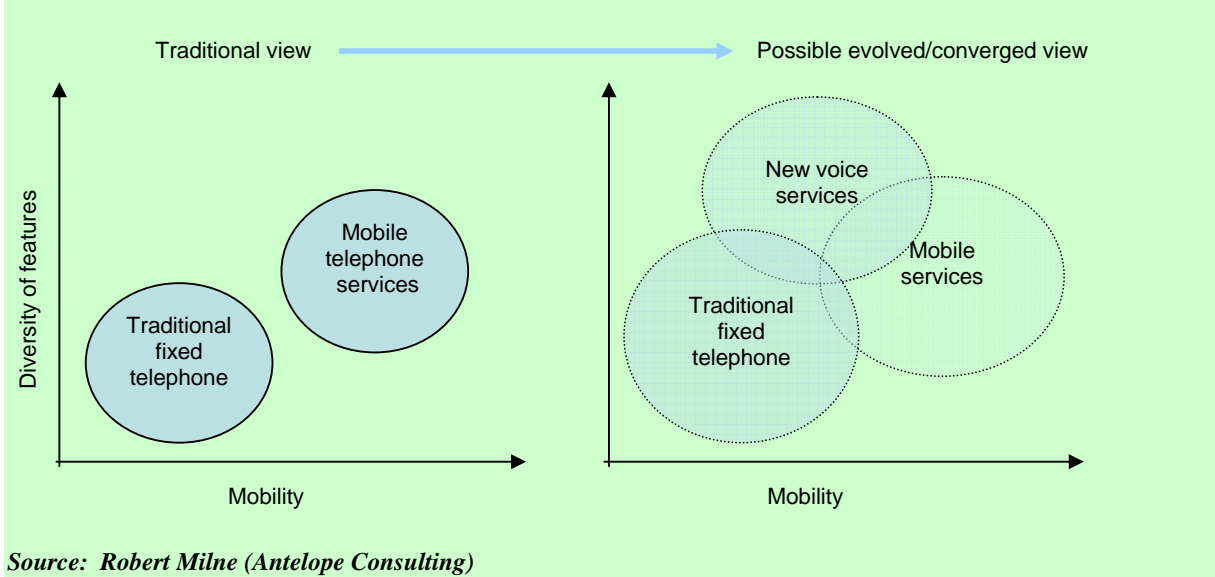 Traditional view
Possible evolved/converged view
Diversity of features
Mobile
telephone
services
Traditional
fixed
telephone
Mobility
New voice
services
Mobile
services
Traditional
fixed
telephone
Mobility
Source: Robert Milne (Antelope Consulting)